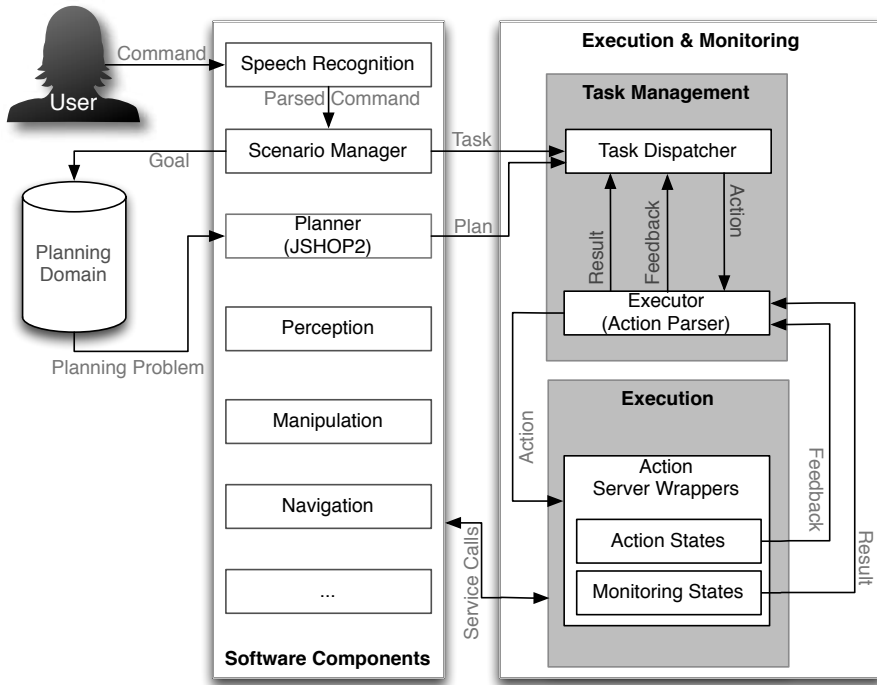 Command
User
Speech Recognition
Parsed Command
Scenario Manager
Goal
Task
Planning
Domain
Planner
(JSHOP2)
Plan
Planning Problem
Perception
Manipulation
Navigation
...
Software Components
Service Calls
Execution & Monitoring
Task Management
Task Dispatcher
Result
Feedback
Action
Executor
(Action Parser)
Action
Execution
Action
Server Wrappers
Action States
Monitoring States
Feedback
Result